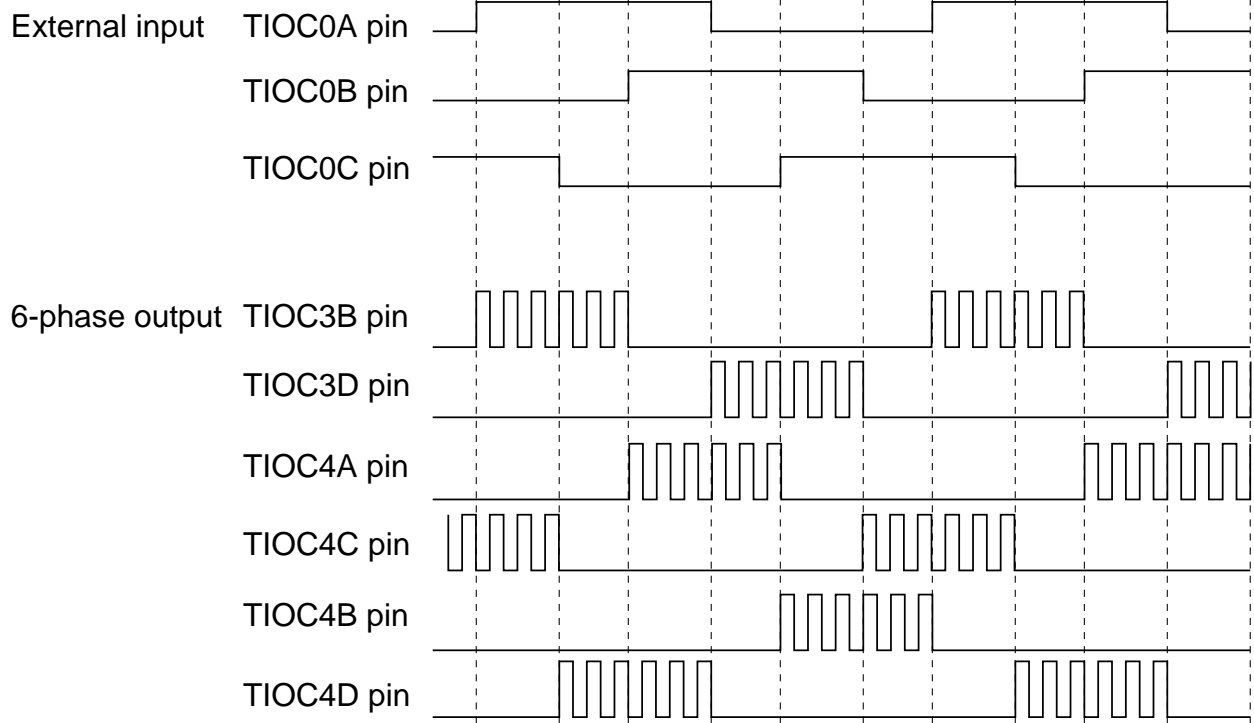 External input TIOC0A pin
TIOC0B pin
TIOC0C pin
6-phase output TIOC3B pin
TIOC3D pin
TIOC4A pin
TIOC4C pin
TIOC4B pin
TIOC4D pin